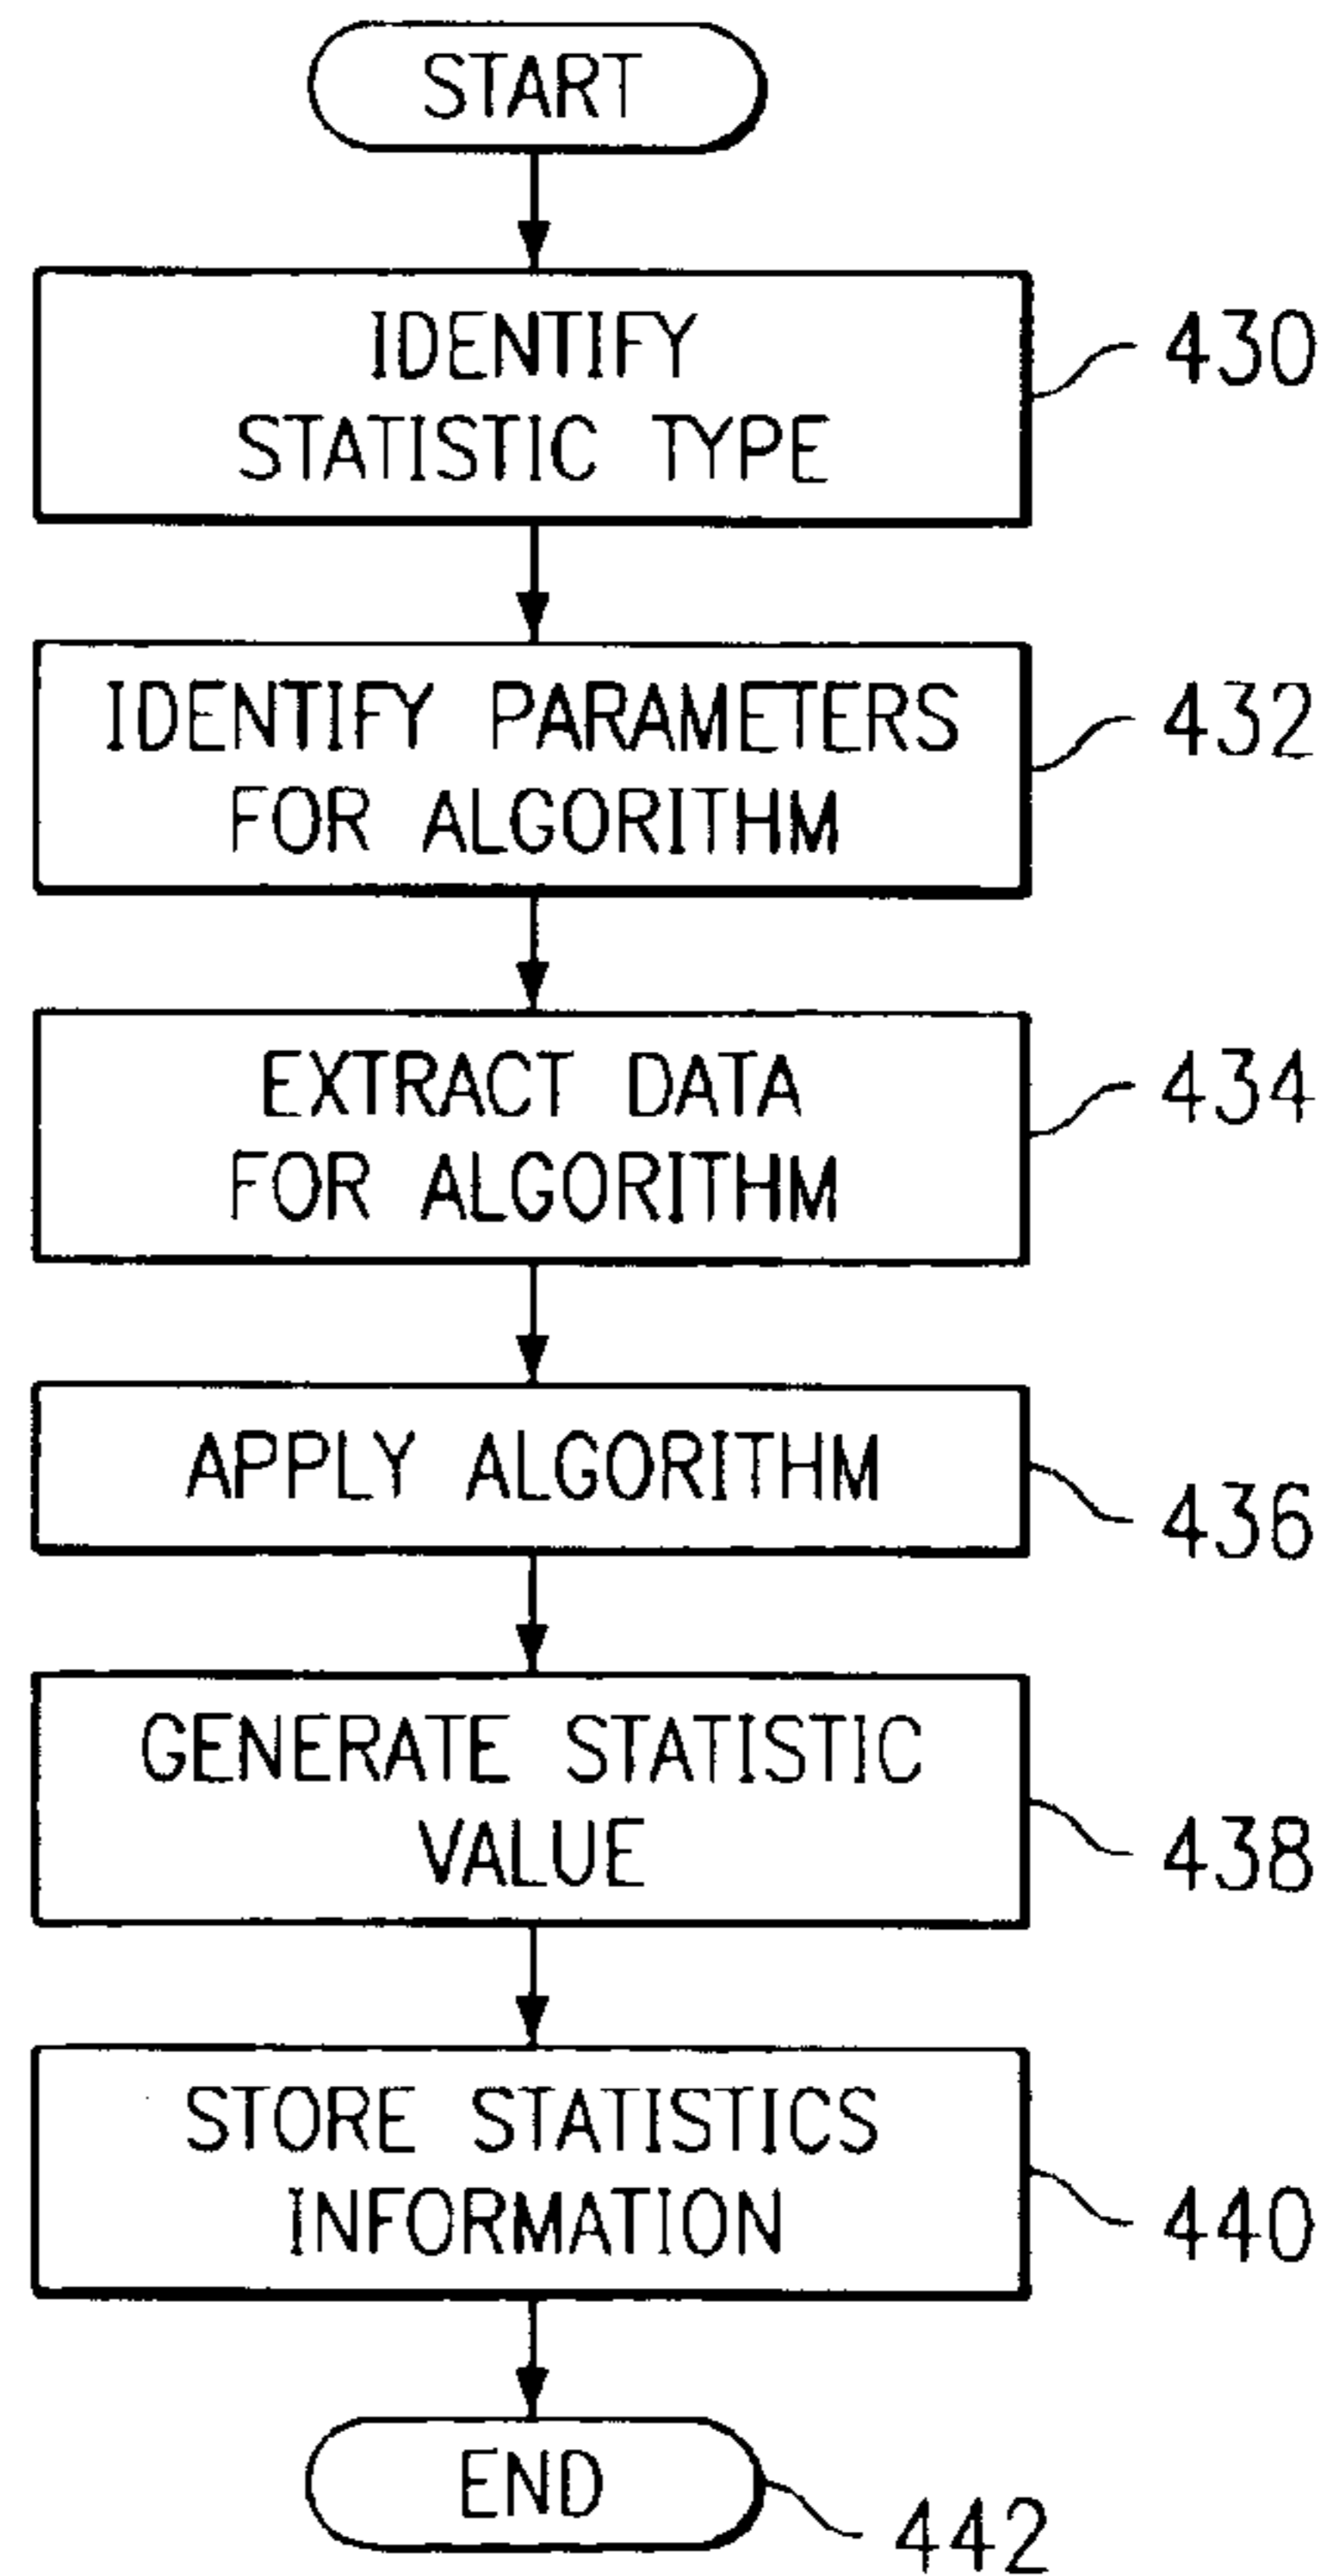 START
IDENTIFY
STATISTIC TYPE
430
IDENTIFY PARAMETERS
FOR ALGORITHM
432
EXTRACT DATA
FOR ALGORITHM
434
APPLY ALGORITHM
436
GENERATE STATISTIC
VALUE
438
STORE STATISTICS
INFORMATION
440
END
442